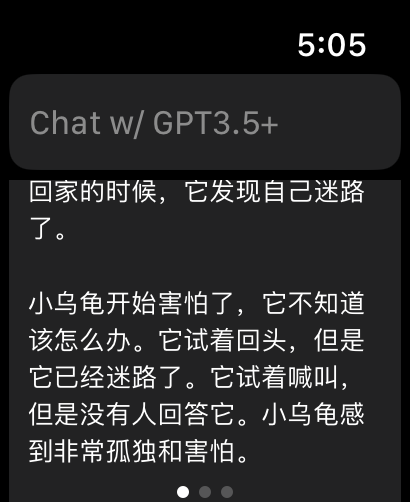 5:05
Chat w/ GPT3.5+
回家的时候，它发现自己迷路
了。
小乌龟开始害怕了，它不知道
该怎么办。它试着回头，但是
它已经迷路了。它试着喊叫，
但是没有人回答它。小乌龟感
到非常孤独和害怕。